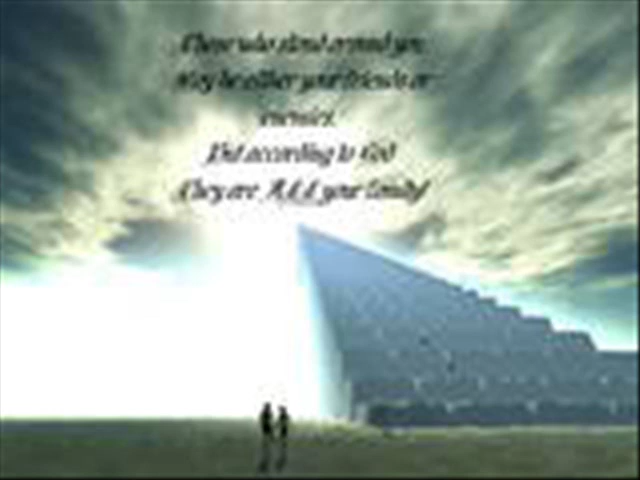 Those who stand around you
May be either your friends or
enemies
But according to God
They are ALL your family!